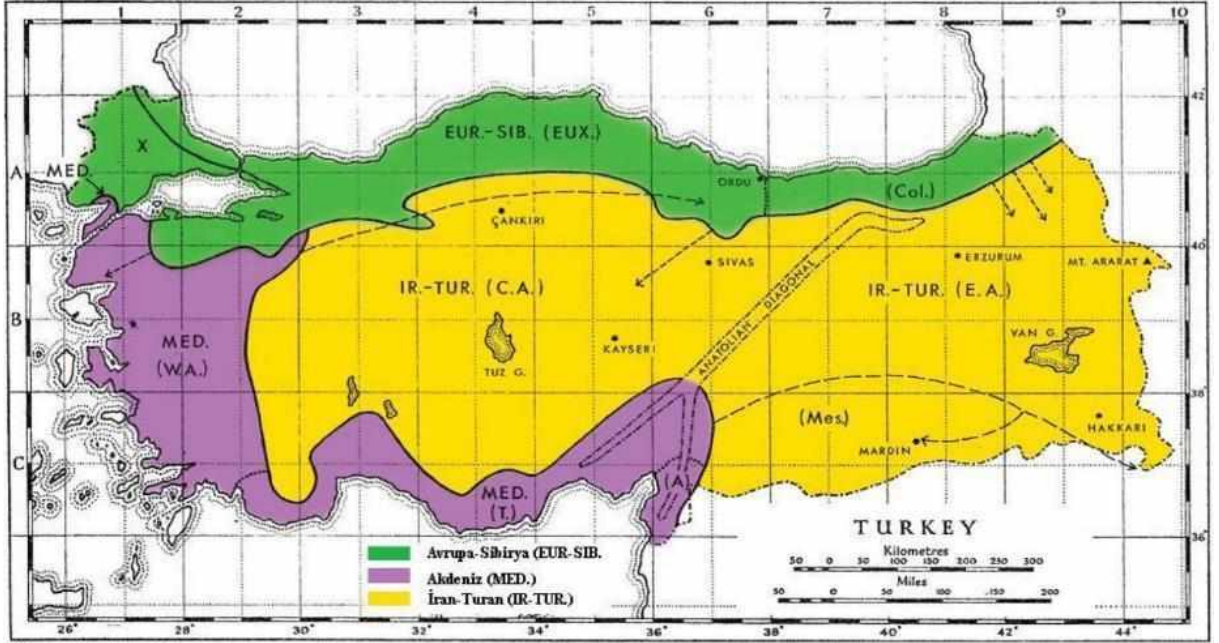 1 2 3 4 5 6 7 8 9 10
42°
EUR.-SIB. (EUX.)
X
A
MED.
ORDU
(Col.)
ÇANKIRI
40°
SIVAS
ERZURUM
MT. ARARAT
IR.-TUR. (C.A.)
ANATOLIAN DIAGONAL
IR.-TUR. (E.A.)
B
VAN G.
MED.
(W.A.)
TUZ G.
KAYSERI
38°
(Mes.)
HAKKARI
MARDIN
C
MED.
(T.)
(A)
TURKEY
36°
Kilometres
50 0 50 100 150 200 250 300
Miles
50 0 50 100 150 200
Avrupa-Sibirya (EUR-SIB.
Akdeniz (MED.)
İran-Turan (IR-TUR.)
26° 28° 30° 32° 34° 36° 38° 40° 42° 44°